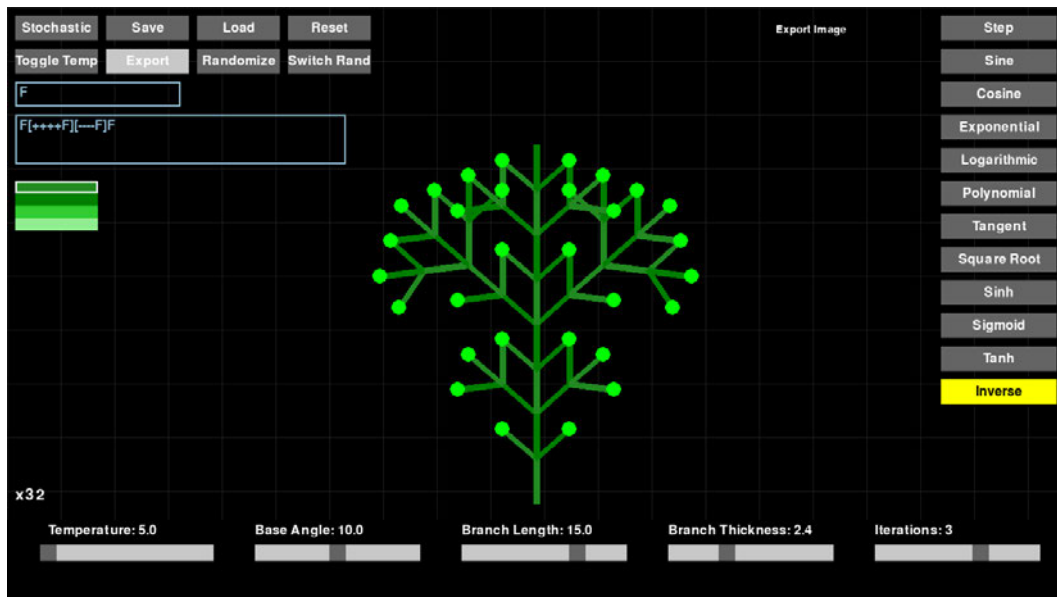 Stochastic Save Load Reset Export Image Step
Toggle Temp Export Randomize Switch Rand Sine
F Cosine
F[++++F][----F]F Exponential
Logarithmic
Polynomial
Tangent
Square Root
Sinh
Sigmoid
Tanh
Inverse
x32
Temperature: 5.0 Base Angle: 10.0 Branch Length: 15.0 Branch Thickness: 2.4 Iterations: 3